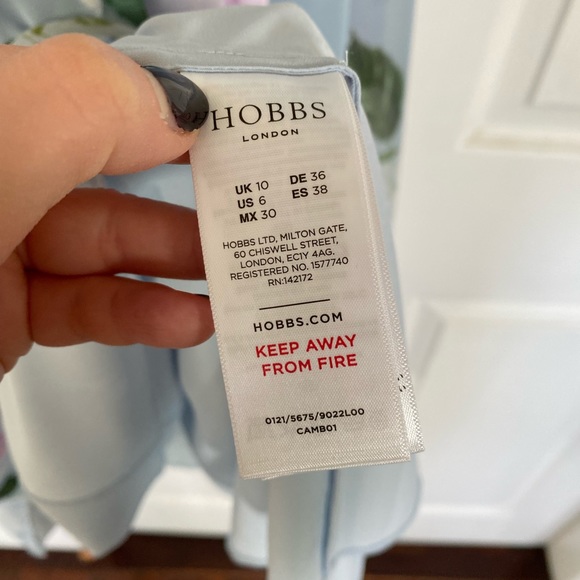 HOBBS
LONDON
UK 10 DE 36
US 6 ES 38
MX 30
HOBBS LTD, MILTON GATE,
60 CHISWELL STREET,
LONDON, EC1Y 4AG.
REGISTERED NO. 1577740
RN:142172
HOBBS.COM
KEEP AWAY
FROM FIRE
0121/5675/9022L00
CAMB01